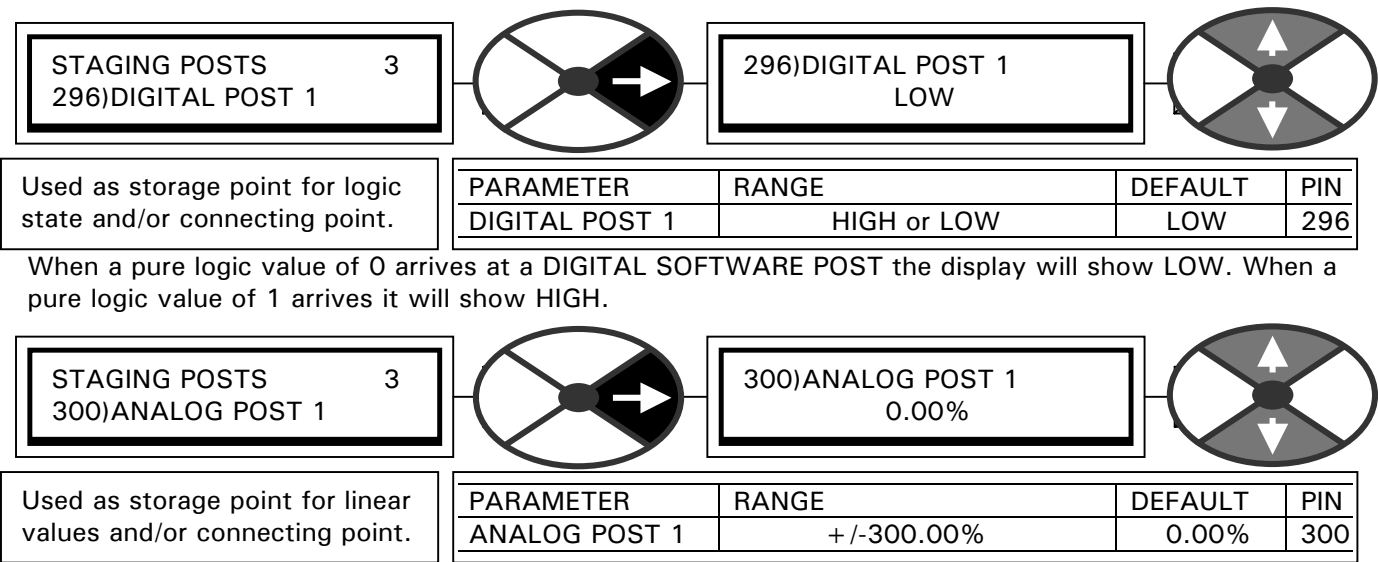 STAGING POSTS 3
296)DIGITAL POST 1
296)DIGITAL POST 1
LOW
Used as storage point for logic
state and/or connecting point.
PARAMETER RANGE DEFAULT PIN
DIGITAL POST 1 HIGH or LOW LOW 296
When a pure logic value of 0 arrives at a DIGITAL SOFTWARE POST the display will show LOW. When a
pure logic value of 1 arrives it will show HIGH.
STAGING POSTS 3
300)ANALOG POST 1
300)ANALOG POST 1
0.00%
Used as storage point for linear
values and/or connecting point.
PARAMETER RANGE DEFAULT PIN
ANALOG POST 1 +/-300.00% 0.00% 300